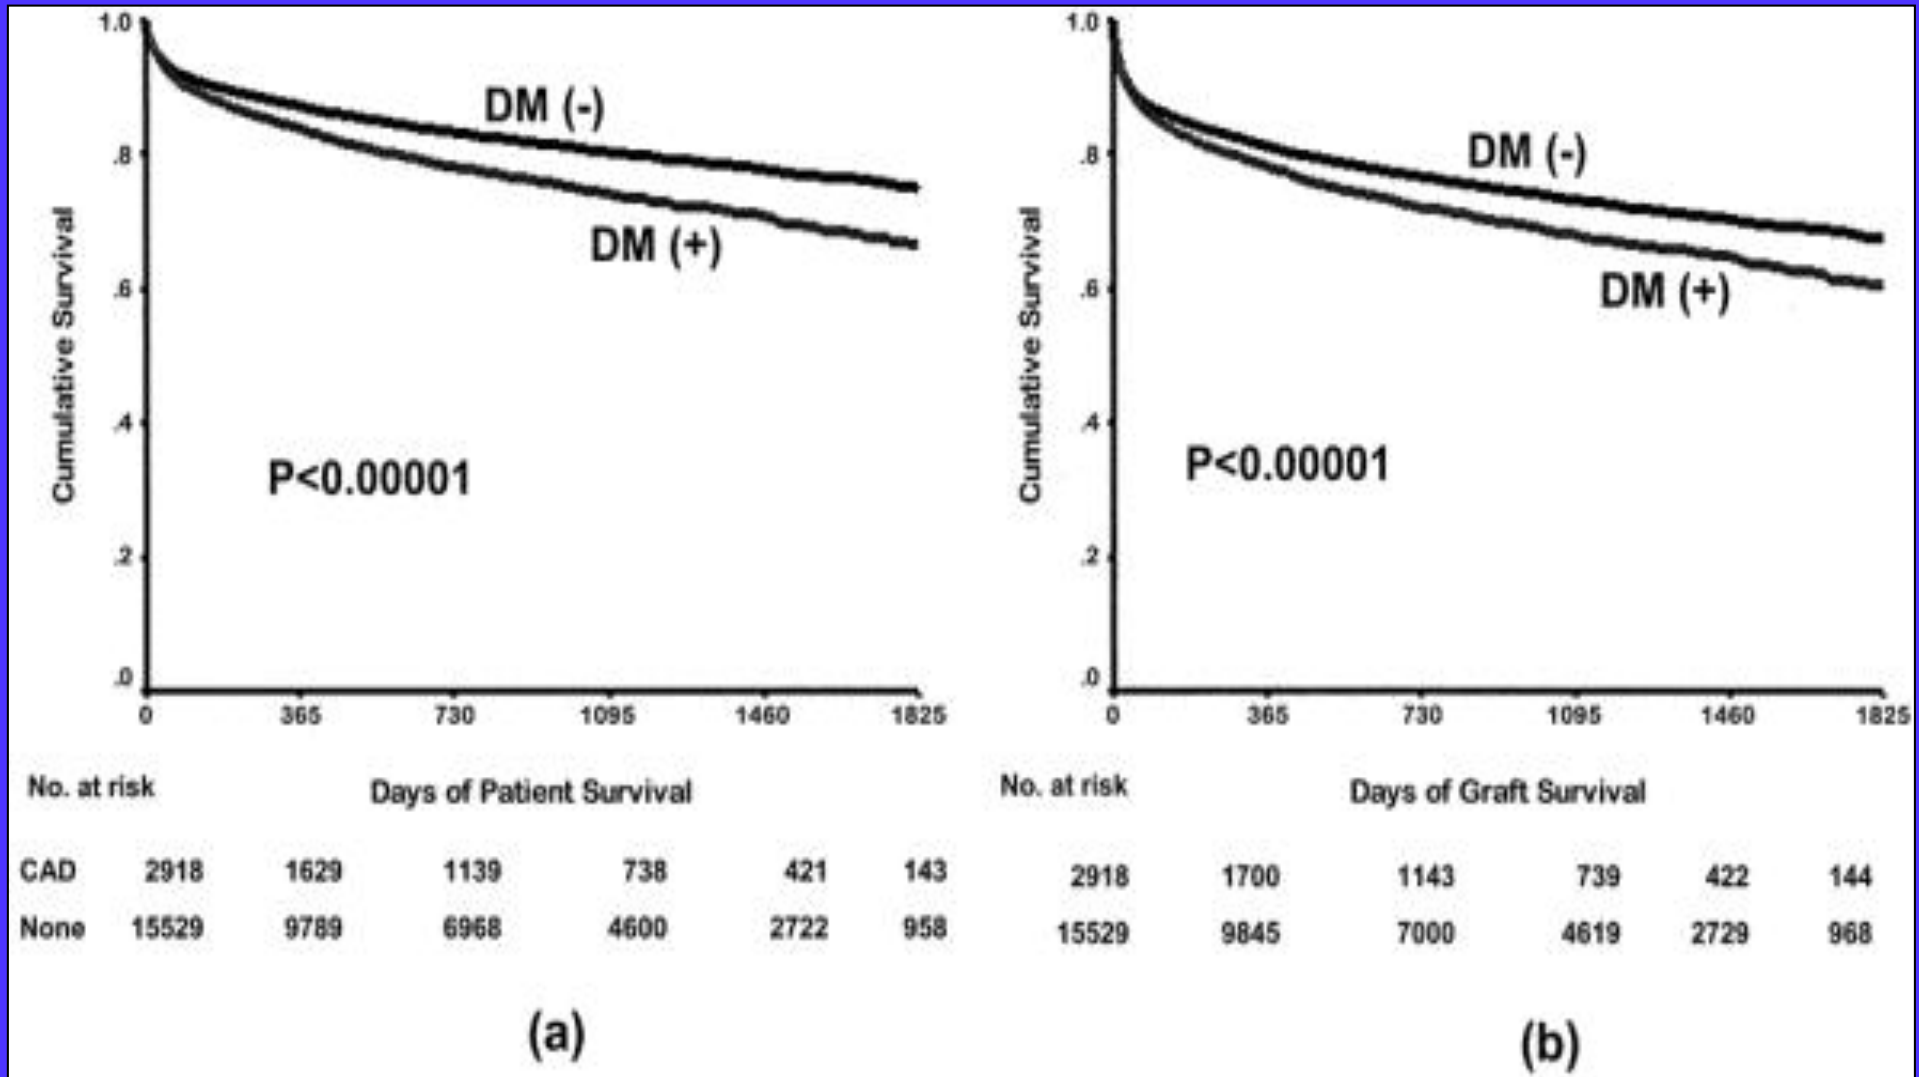 1.0
.8
.6
.4
.2
.0
Cumulative Survival
DM (-)
DM (+)
P<0.00001
0 365 730 1095 1460 1825
No. at risk Days of Patient Survival
CAD 2918 1629 1139 738 421 143
None 15529 9789 6968 4600 2722 958
(a)
1.0
.8
.6
.4
.2
.0
Cumulative Survival
DM (-)
DM (+)
P<0.00001
0 365 730 1095 1460 1825
No. at risk Days of Graft Survival
2918 1700 1143 739 422 144
15529 9845 7000 4619 2729 968
(b)